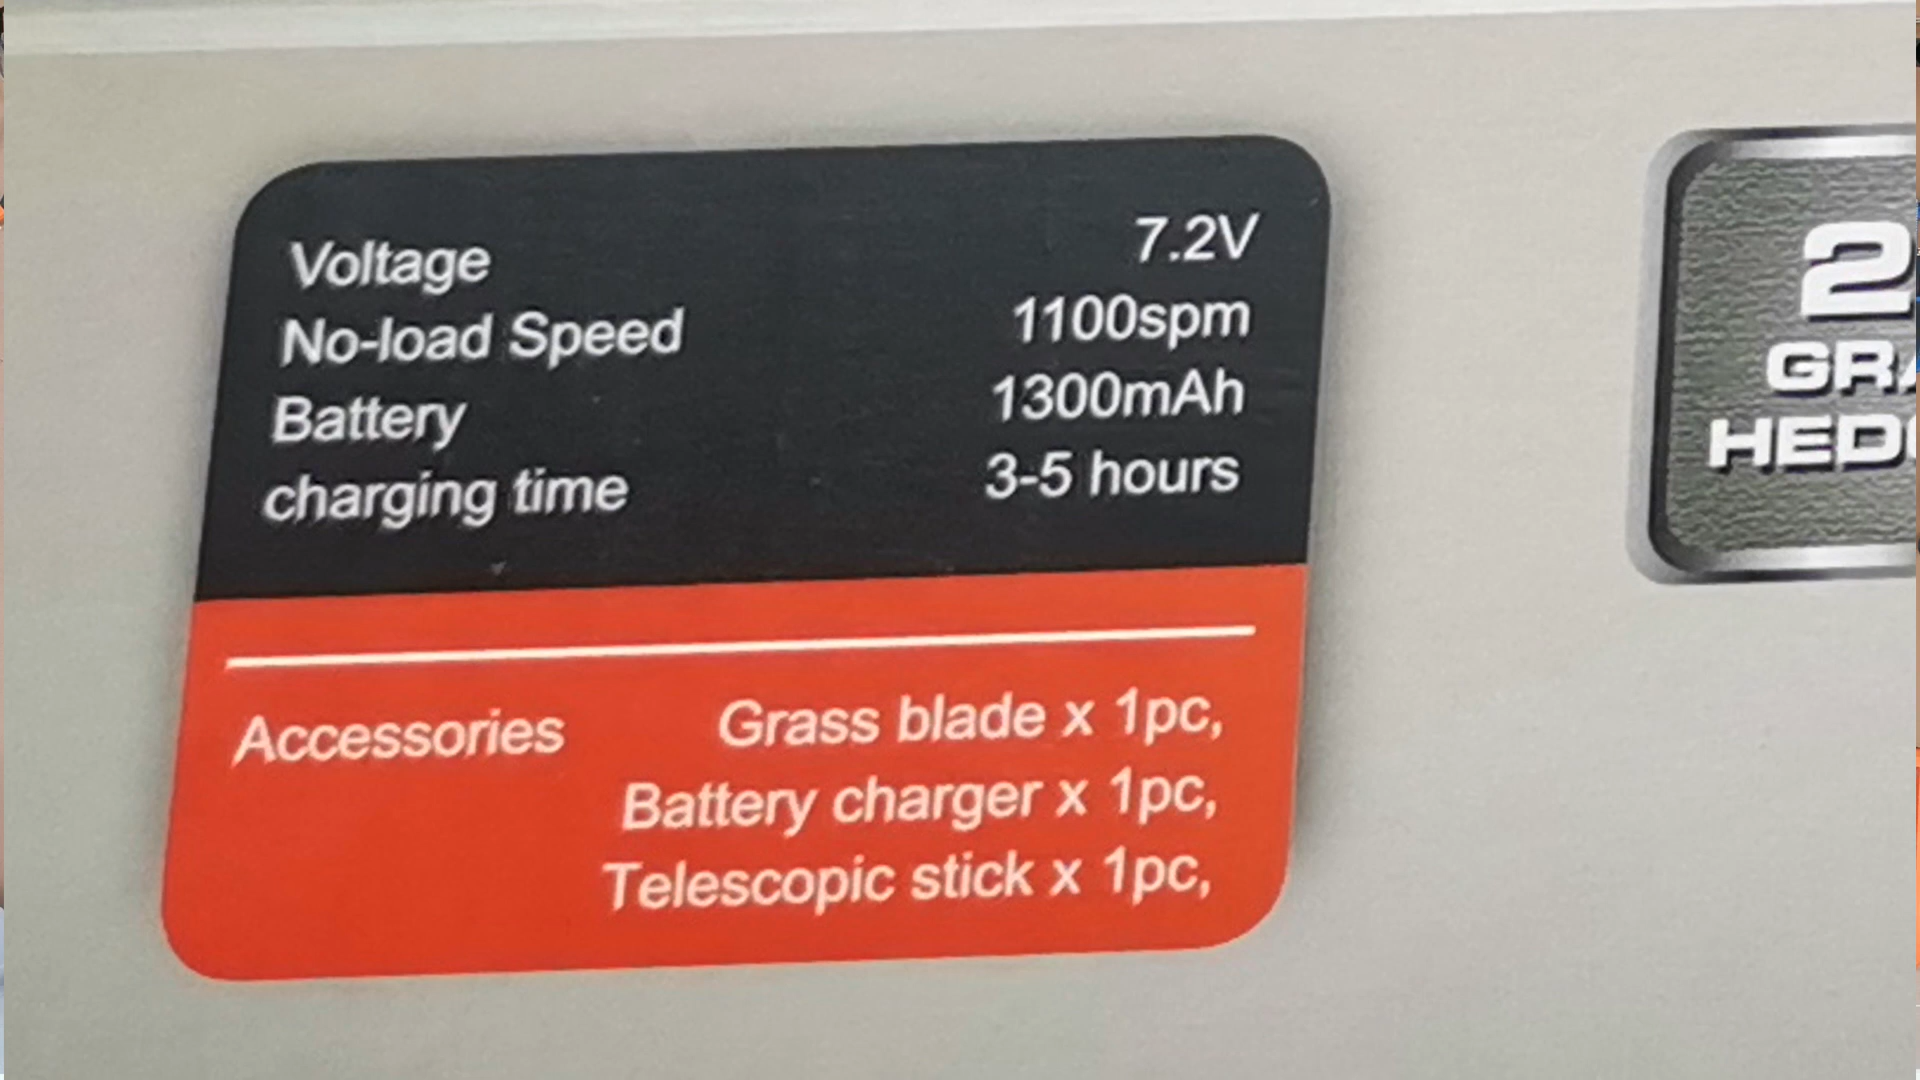 Voltage 7.2V
No-load Speed 1100spm
Battery 1300mAh
charging time 3-5 hours
Accessories Grass blade x 1pc,
Battery charger x 1pc,
Telescopic stick x 1pc,
2